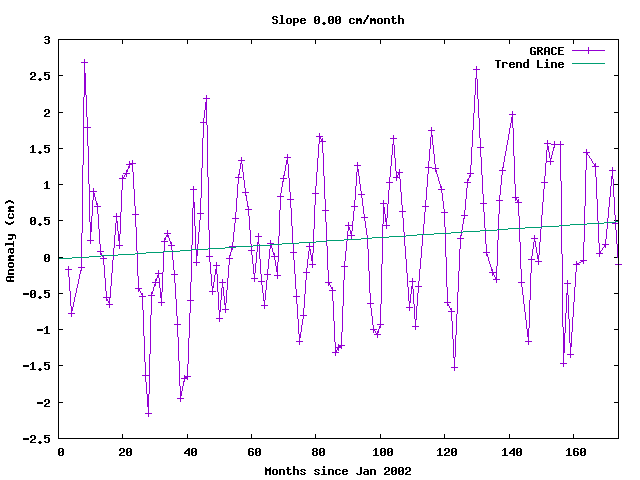 Slope 0.00 cm/month
GRACE
Trend Line
3
2.5
2
1.5
1
0.5
0
-0.5
-1
-1.5
-2
-2.5
Anomaly (cm)
0 20 40 60 80 100 120 140 160
Months since Jan 2002